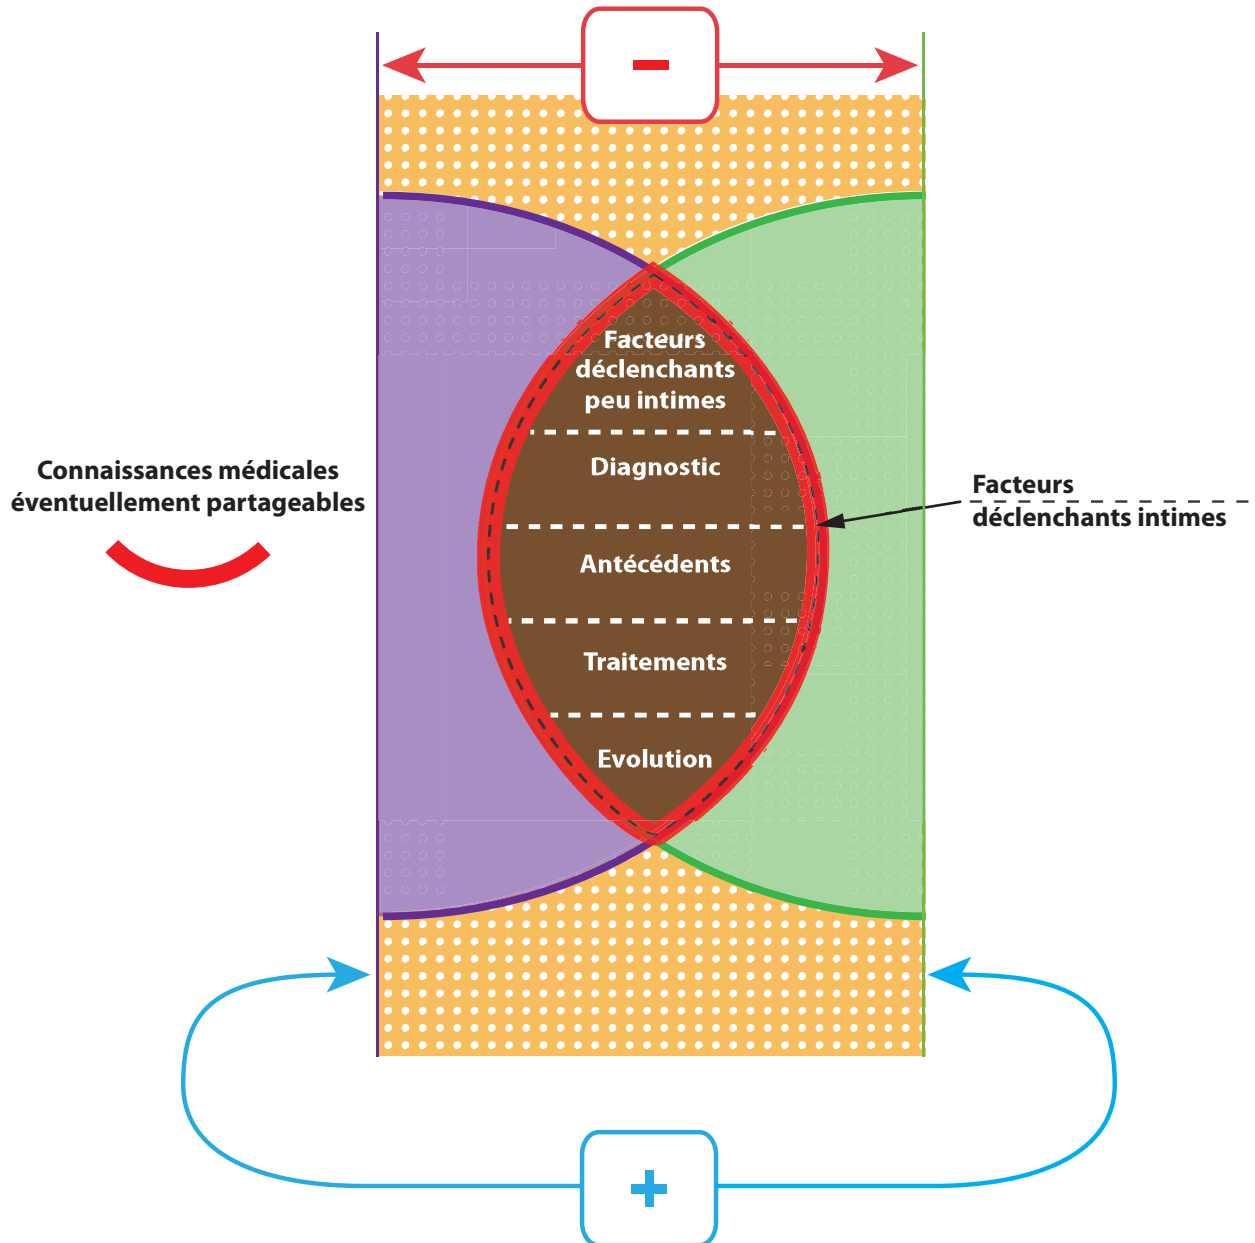 -
Facteurs
déclenchants
peu intimes
Diagnostic
Connaissances médicales
éventuellement partageables
Facteurs
déclenchants intimes
Antécédents
Traitements
Evolution
+